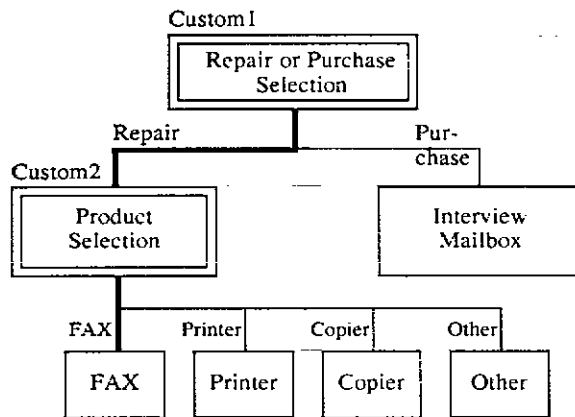 Custom1
Repair or Purchase
Selection
Repair
Pur-
chase
Custom2
Product
Selection
Interview
Mailbox
FAX
Printer
Copier
Other
FAX
Printer
Copier
Other